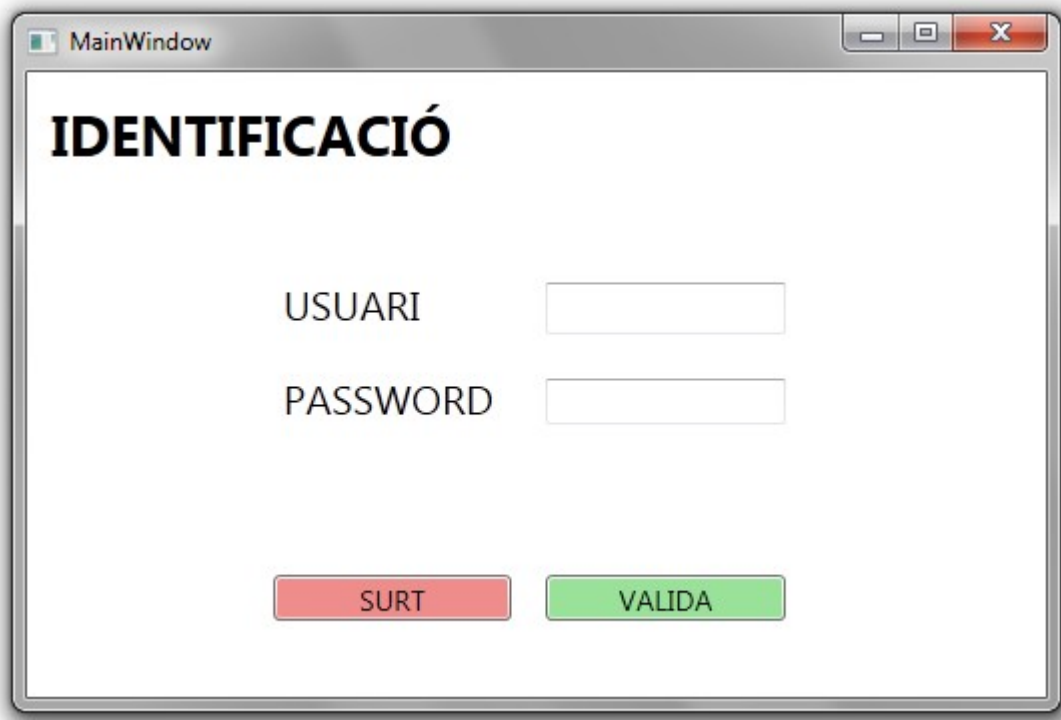 MainWindow
IDENTIFICACIÓ
USUARI
PASSWORD
SURT VALIDA